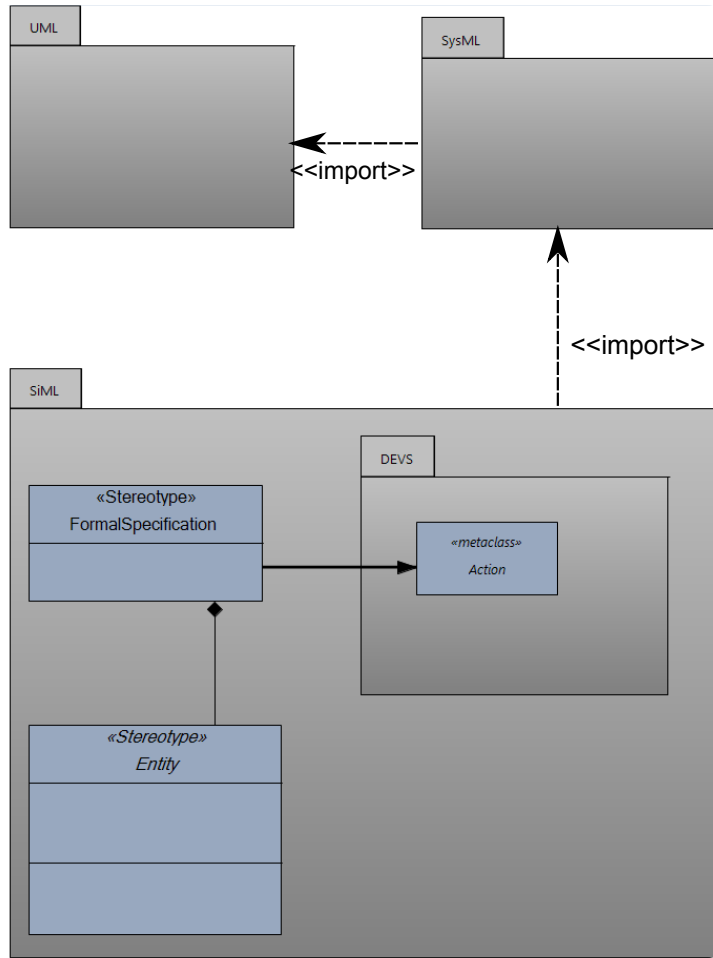 UML
SysML
<<import>>
<<import>>
SiML
DEVS
«Stereotype»
FormalSpecification
«metaclass»
Action
«Stereotype»
Entity